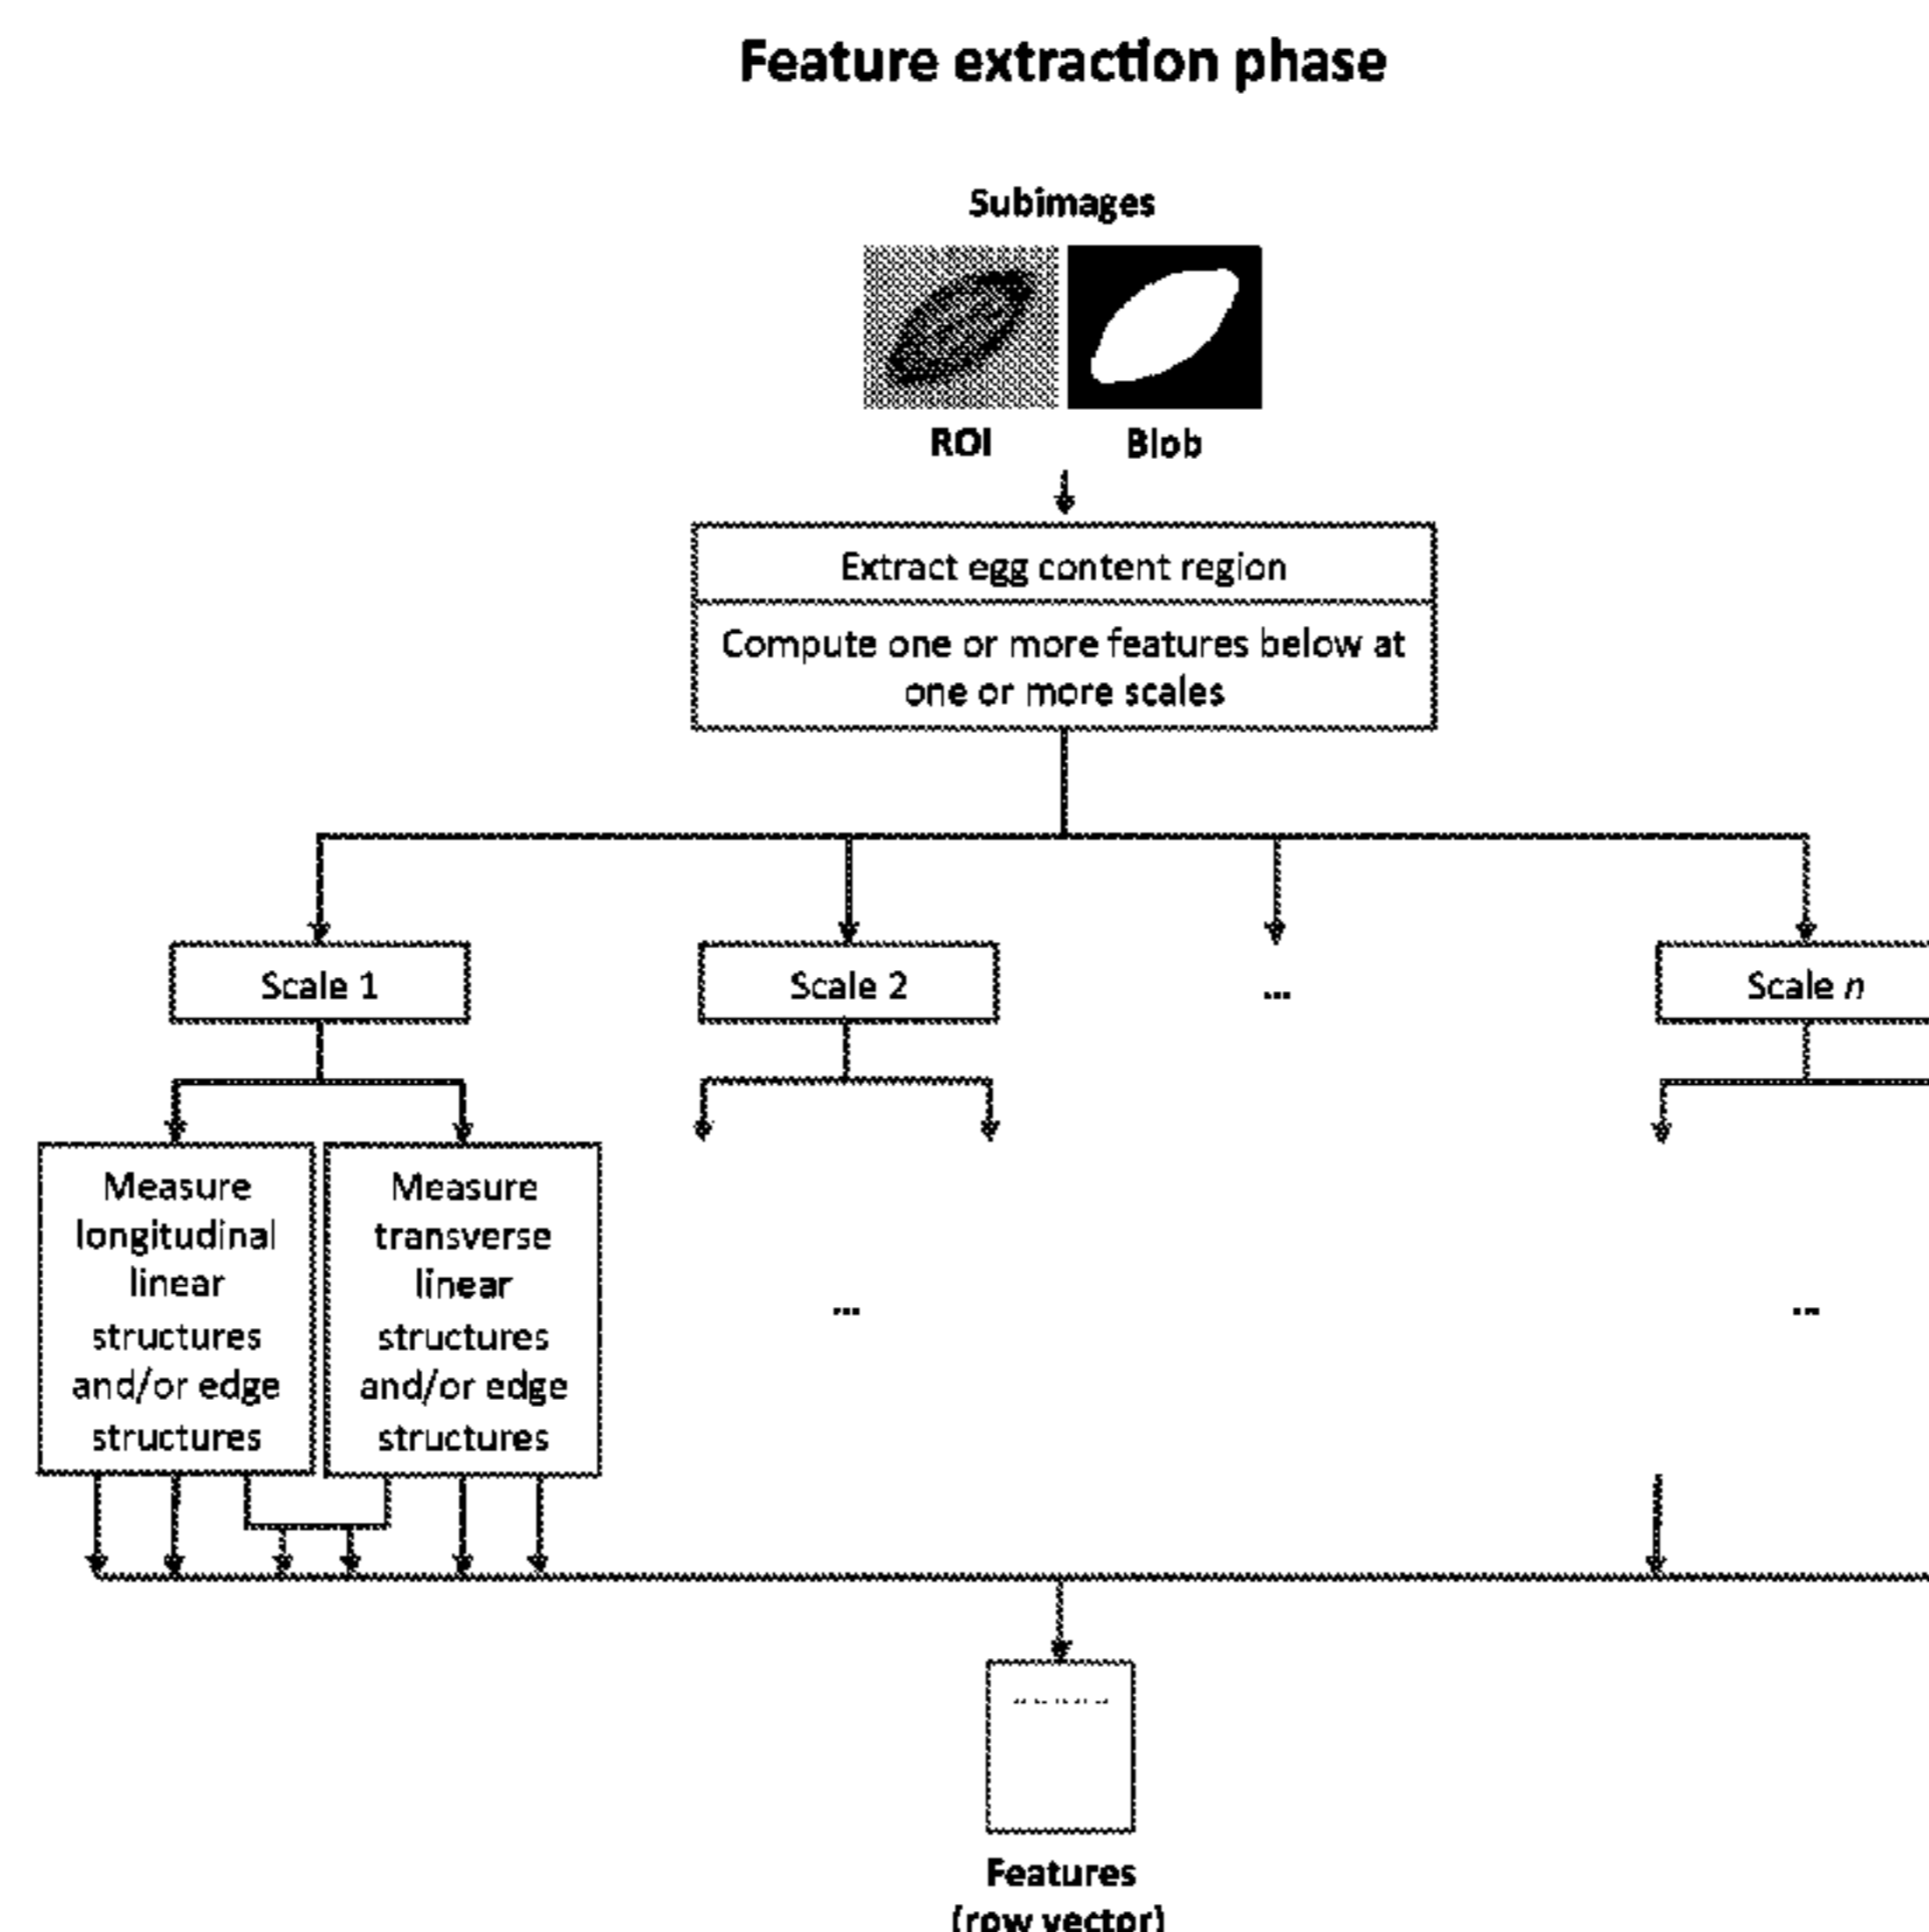 Feature extraction phase
Subimages
ROI
Blob
Extract egg content region
Compute one or more features below at
one or more scales
Scale 1
Scale 2
...
Scale n
Measure
longitudinal
linear
structures
and/or edge
structures
Measure
transverse
linear
structures
and/or edge
structures
...
...
Features
(row vector)